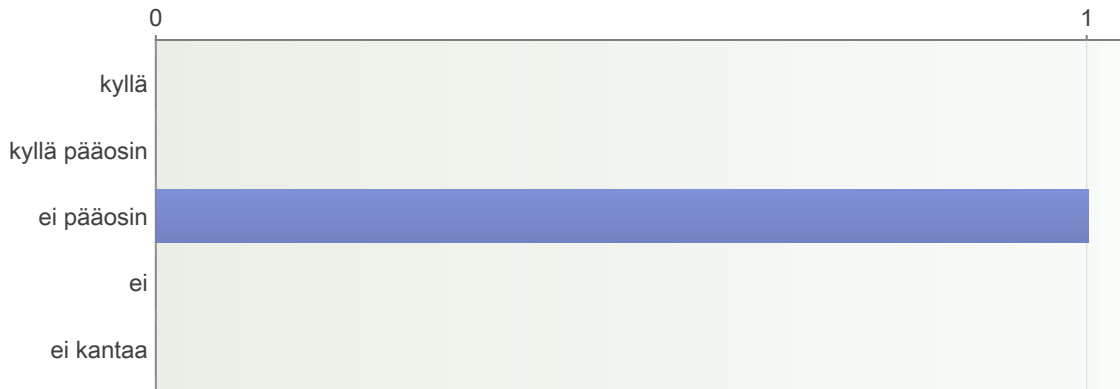 0 1
kyllä
kyllä pääosin
ei pääosin
ei
ei kantaa